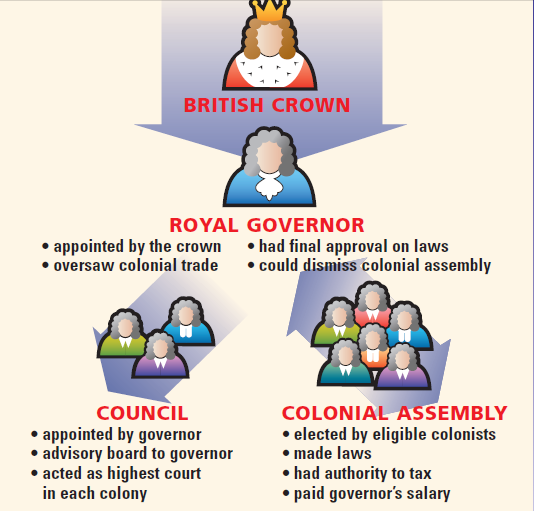 BRITISH CROWN
ROYAL GOVERNOR
• appointed by the crown
• oversaw colonial trade
• had final approval on laws
• could dismiss colonial assembly
COUNCIL
• appointed by governor
• advisory board to governor
• acted as highest court
in each colony
COLONIAL ASSEMBLY
• elected by eligible colonists
• made laws
• had authority to tax
• paid governor's salary